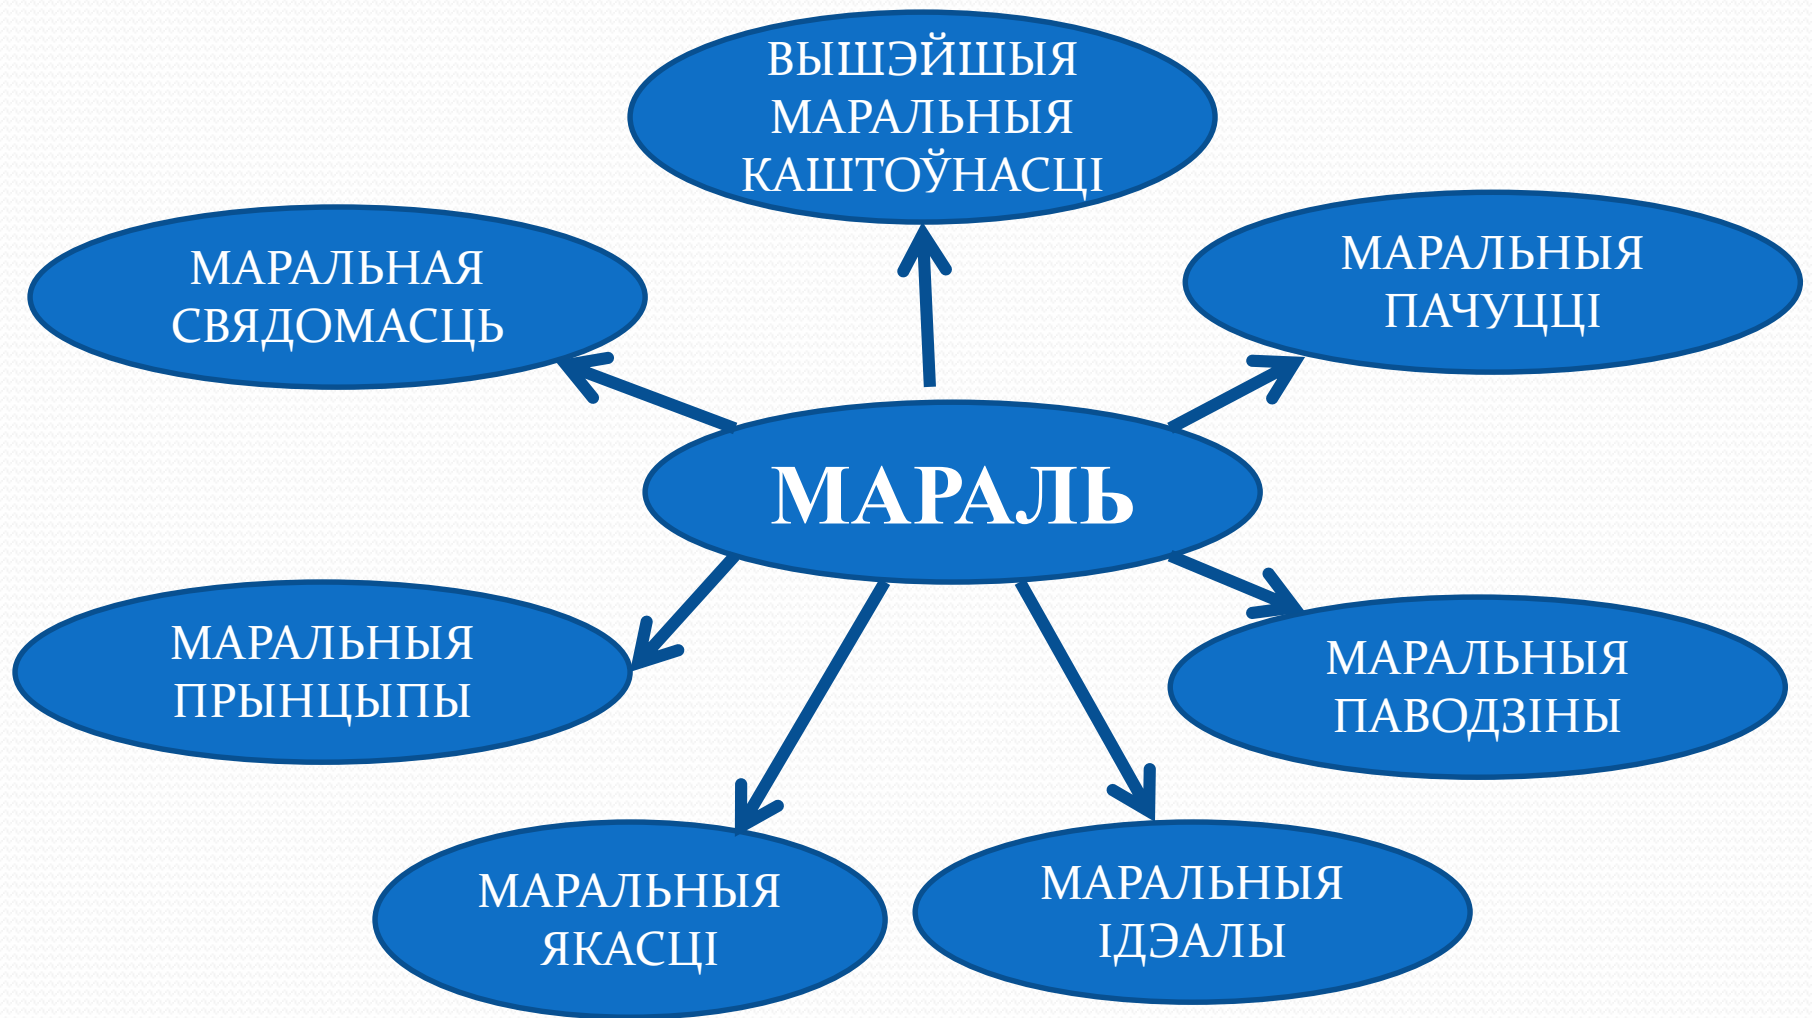 ВЫШЭЙШЫЯ
МАРАЛЬНЫЯ
КАШТОЎНАСЦІ
МАРАЛЬНАЯ
СВЯДОМАСЦЬ
МАРАЛЬНЫЯ
ПАЧУЦЦІ
МАРАЛЬ
МАРАЛЬНЫЯ
ПРЫНЦЫПЫ
МАРАЛЬНЫЯ
ПАВОДЗІНЫ
МАРАЛЬНЫЯ
ЯКАСЦІ
МАРАЛЬНЫЯ
ІДЭАЛЫ